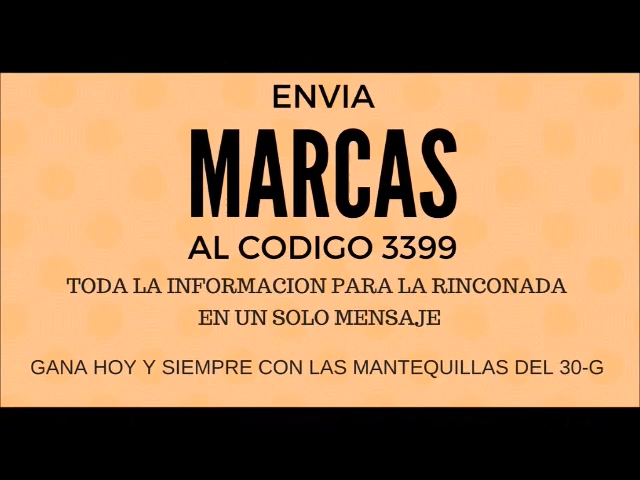 ENVIA
MARCAS
AL CODIGO 3399
TODA LA INFORMACION PARA LA RINCONADA
EN UN SOLO MENSAJE
GANA HOY Y SIEMPRE CON LAS MANTEQUILLAS DEL 30-G